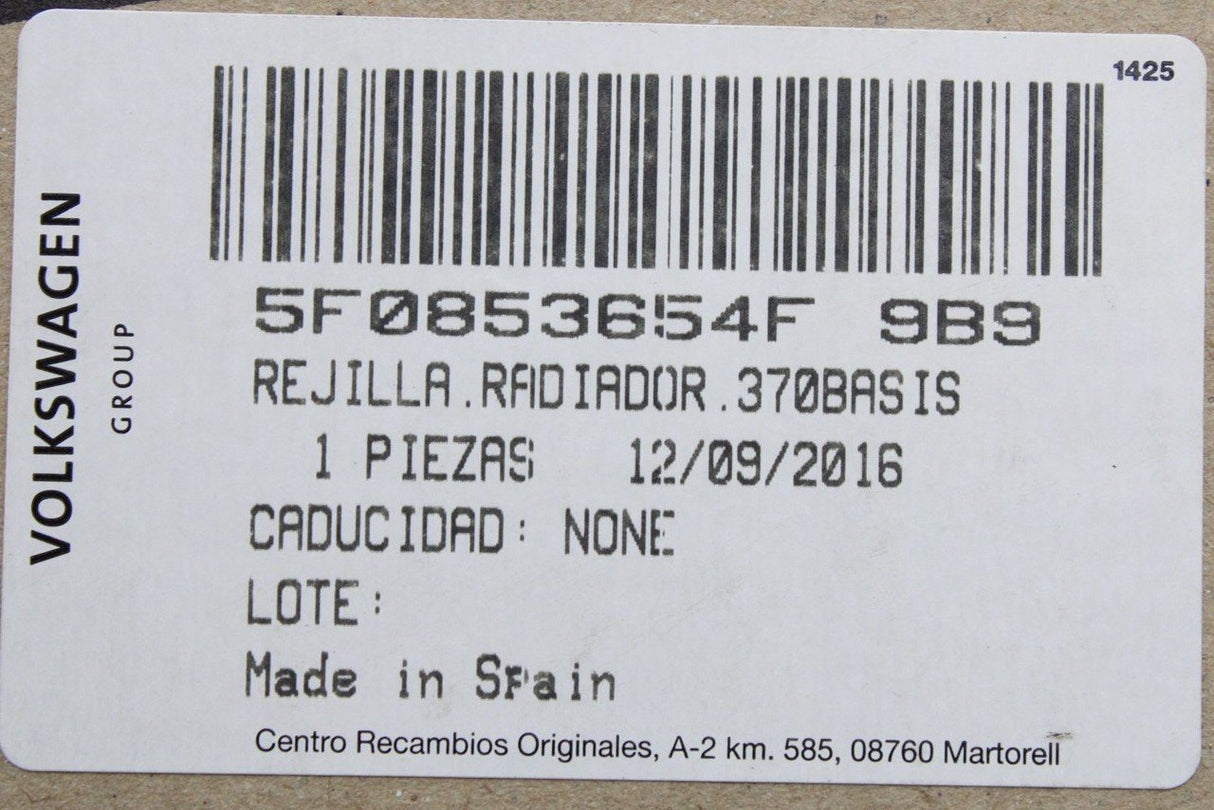 1425
VOLKSWAGEN
GROUP
5F0853654F 9B9
REJILLA.RADIADOR.370BASIS
1 PIEZAS 12/09/2016
CADUCIDAD: NONE
LOTE:
Made in Spain
Centro Recambios Originales, A-2 km. 585, 08760 Martorell